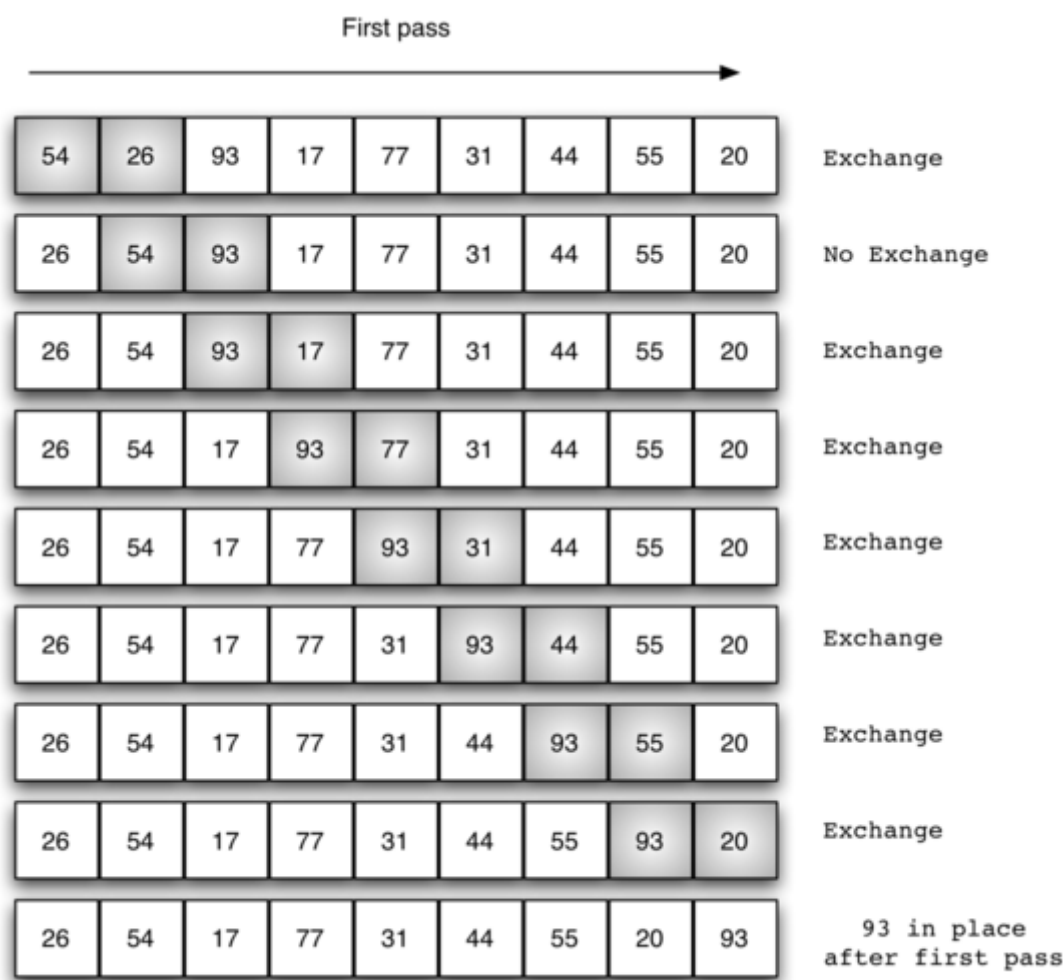 First pass
54 26 93 17 77 31 44 55 20 Exchange
26 54 93 17 77 31 44 55 20 No Exchange
26 54 93 17 77 31 44 55 20 Exchange
26 54 17 93 77 31 44 55 20 Exchange
26 54 17 77 93 31 44 55 20 Exchange
26 54 17 77 31 93 44 55 20 Exchange
26 54 17 77 31 44 93 55 20 Exchange
26 54 17 77 31 44 55 93 20 Exchange
26 54 17 77 31 44 55 20 93 93 in place
after first pass